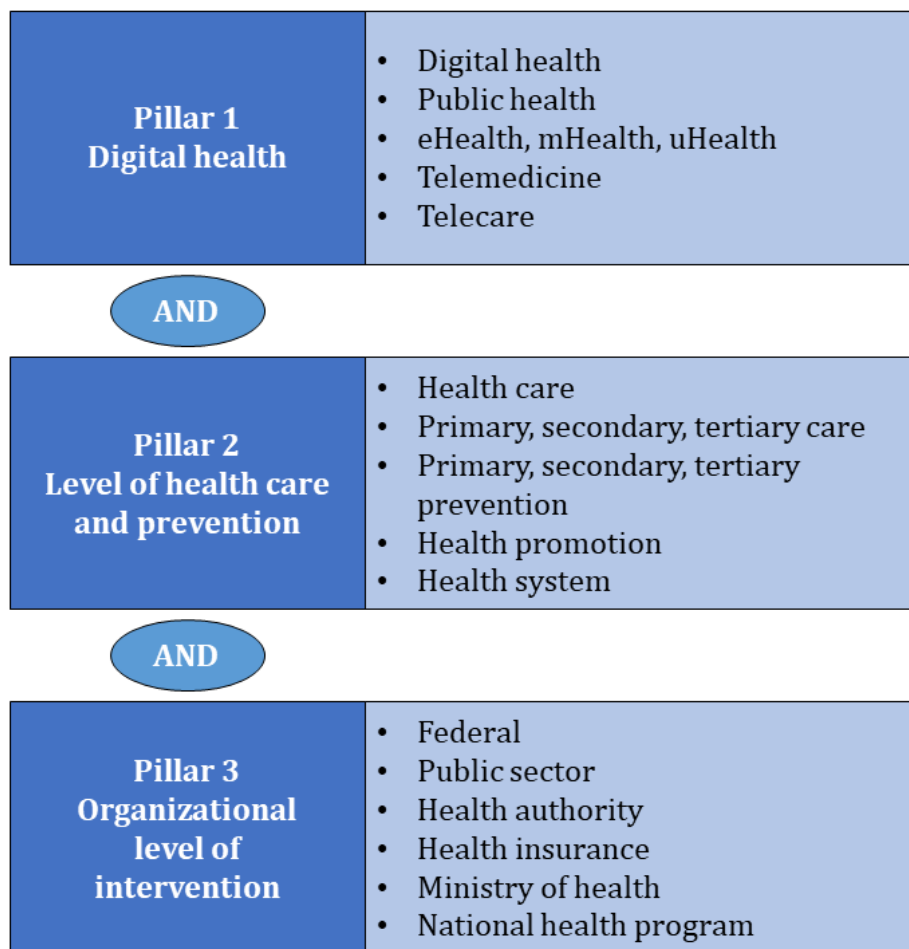 Pillar 1
Digital health
• Digital health
• Public health
• eHealth, mHealth, uHealth
• Telemedicine
• Telecare
AND
Pillar 2
Level of health care
and prevention
• Health care
• Primary, secondary, tertiary care
• Primary, secondary, tertiary
prevention
• Health promotion
• Health system
AND
Pillar 3
Organizational
level of
intervention
• Federal
• Public sector
• Health authority
• Health insurance
• Ministry of health
• National health program